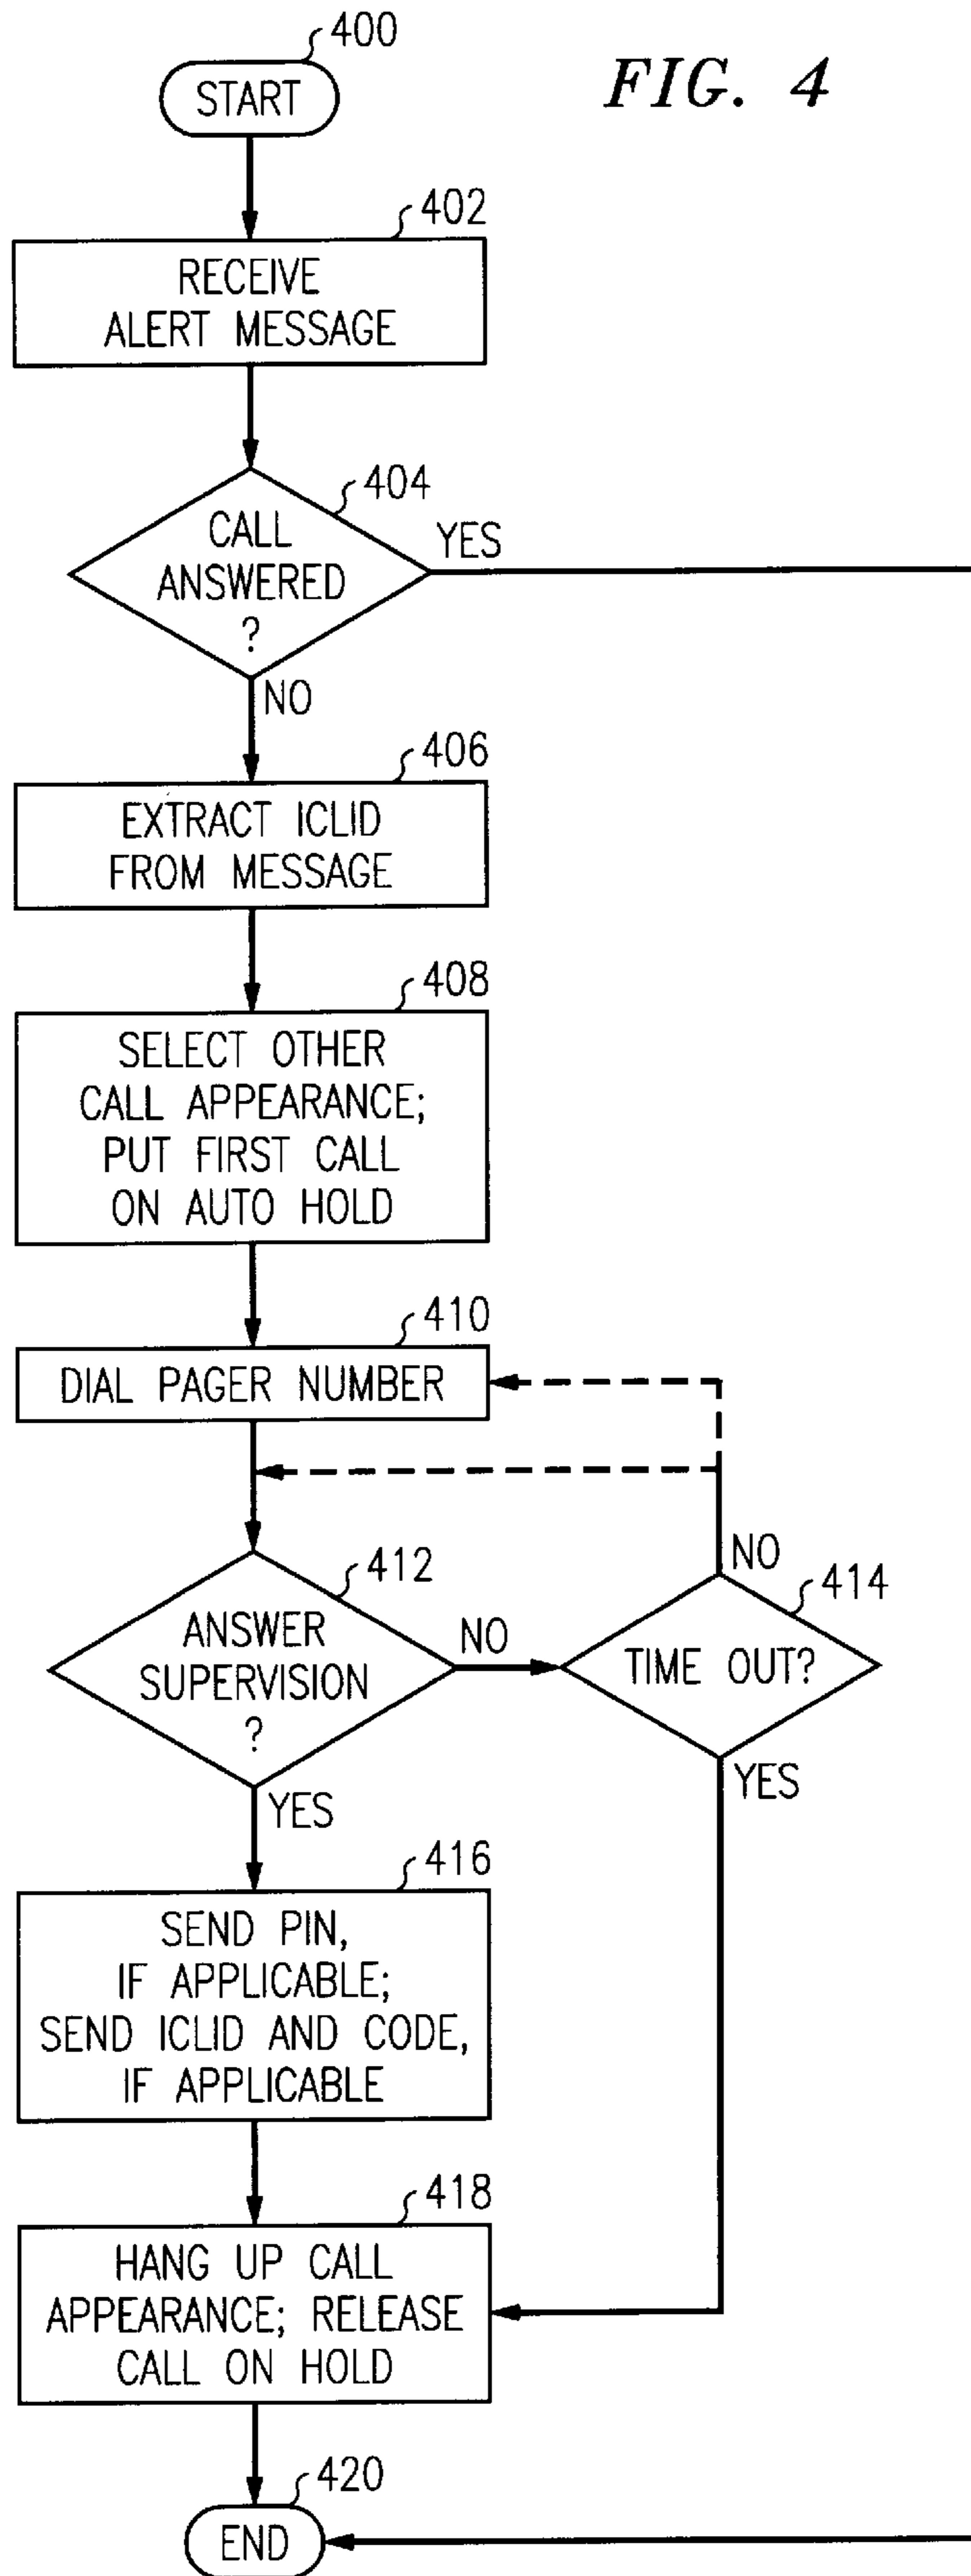 400
FIG. 4
START
402
RECEIVE
ALERT MESSAGE
404
CALL
ANSWERED
?
YES
NO
406
EXTRACT ICLID
FROM MESSAGE
408
SELECT OTHER
CALL APPEARANCE;
PUT FIRST CALL
ON AUTO HOLD
410
DIAL PAGER NUMBER
412
ANSWER
SUPERVISION
?
NO
NO
414
TIME OUT?
YES
YES
416
SEND PIN,
IF APPLICABLE;
SEND ICLID AND CODE,
IF APPLICABLE
418
HANG UP CALL
APPEARANCE; RELEASE
CALL ON HOLD
420
END